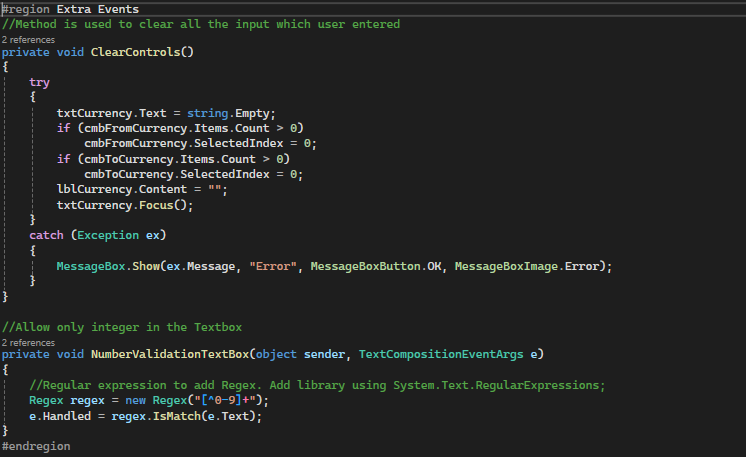 #region Extra Events
//Method is used to clear all the input which user entered
2 references
private void ClearControls()
{
    try
    {
        txtCurrency.Text = string.Empty;
        if (cmbFromCurrency.Items.Count > 0)
            cmbFromCurrency.SelectedIndex = 0;
        if (cmbToCurrency.Items.Count > 0)
            cmbToCurrency.SelectedIndex = 0;
        lblCurrency.Content = "";
        txtCurrency.Focus();
    }
    catch (Exception ex)
    {
        MessageBox.Show(ex.Message, "Error", MessageBoxButton.OK, MessageBoxImage.Error);
    }
}
//Allow only integer in the Textbox
2 references
private void NumberValidationTextBox(object sender, TextCompositionEventArgs e)
{
    //Regular expression to add Regex. Add library using System.Text.RegularExpressions;
    Regex regex = new Regex("[^0-9]+");
    e.Handled = regex.IsMatch(e.Text);
}
#endregion